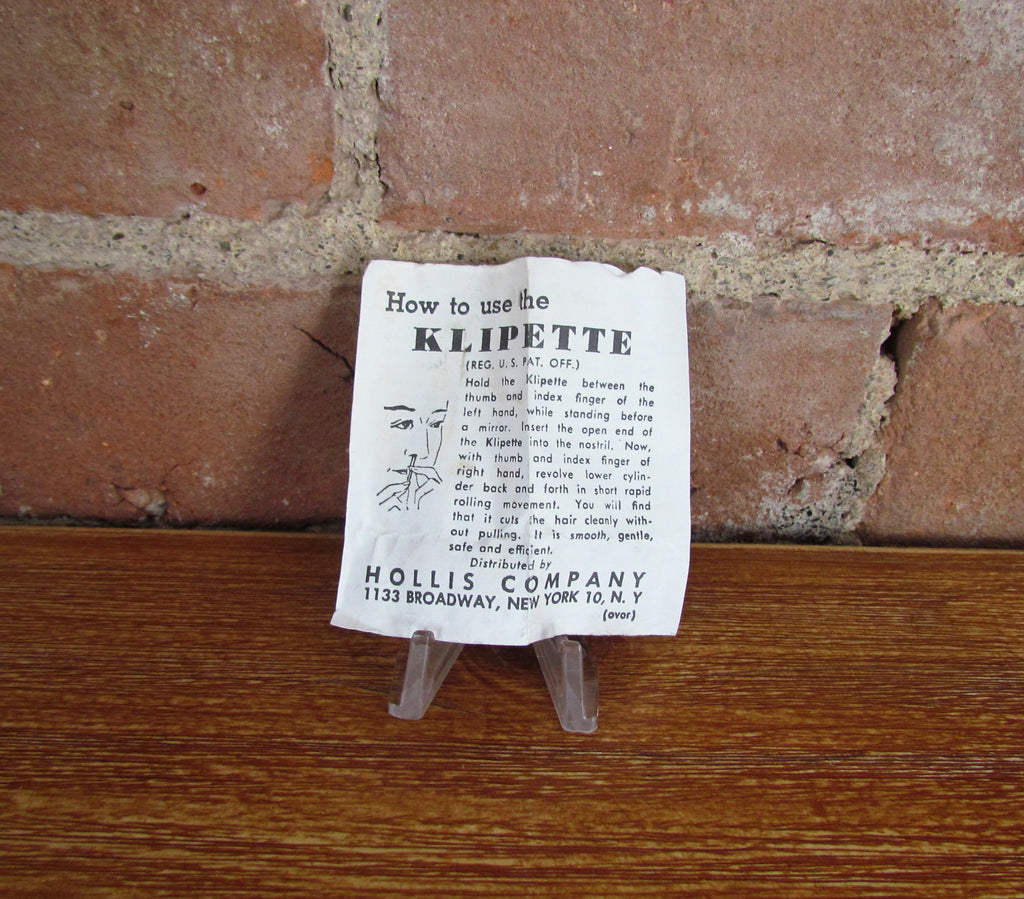 How to use the
KLIPETTE
(REG. U. S. PAT. OFF.)
Hold the Klipette between the
thumb and index finger of the
left hand, while standing before
a mirror. Insert the open end of
the Klipette into the nostril. Now,
with thumb and index finger of
right hand, revolve lower cylin-
der back and forth in short rapid
rolling movement. You will find
that it cuts the hair cleanly with-
out pulling. It is smooth, gentle,
safe and efficient.
Distributed by
HOLLIS COMPANY
1133 BROADWAY, NEW YORK 10, N. Y
(over)